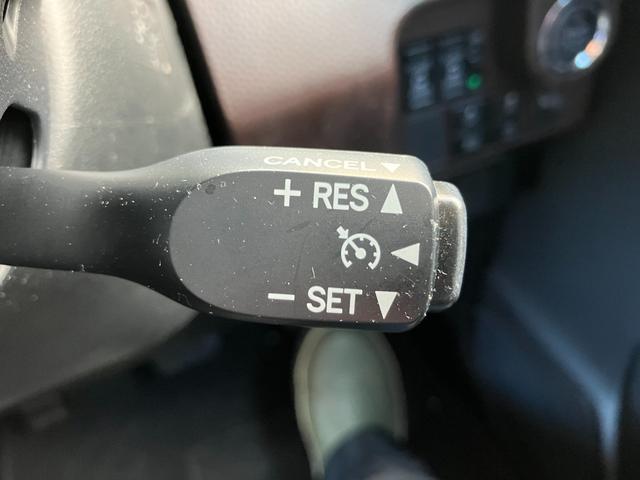 CANCEL ▼
+ RES ▲
◀
− SET ▼